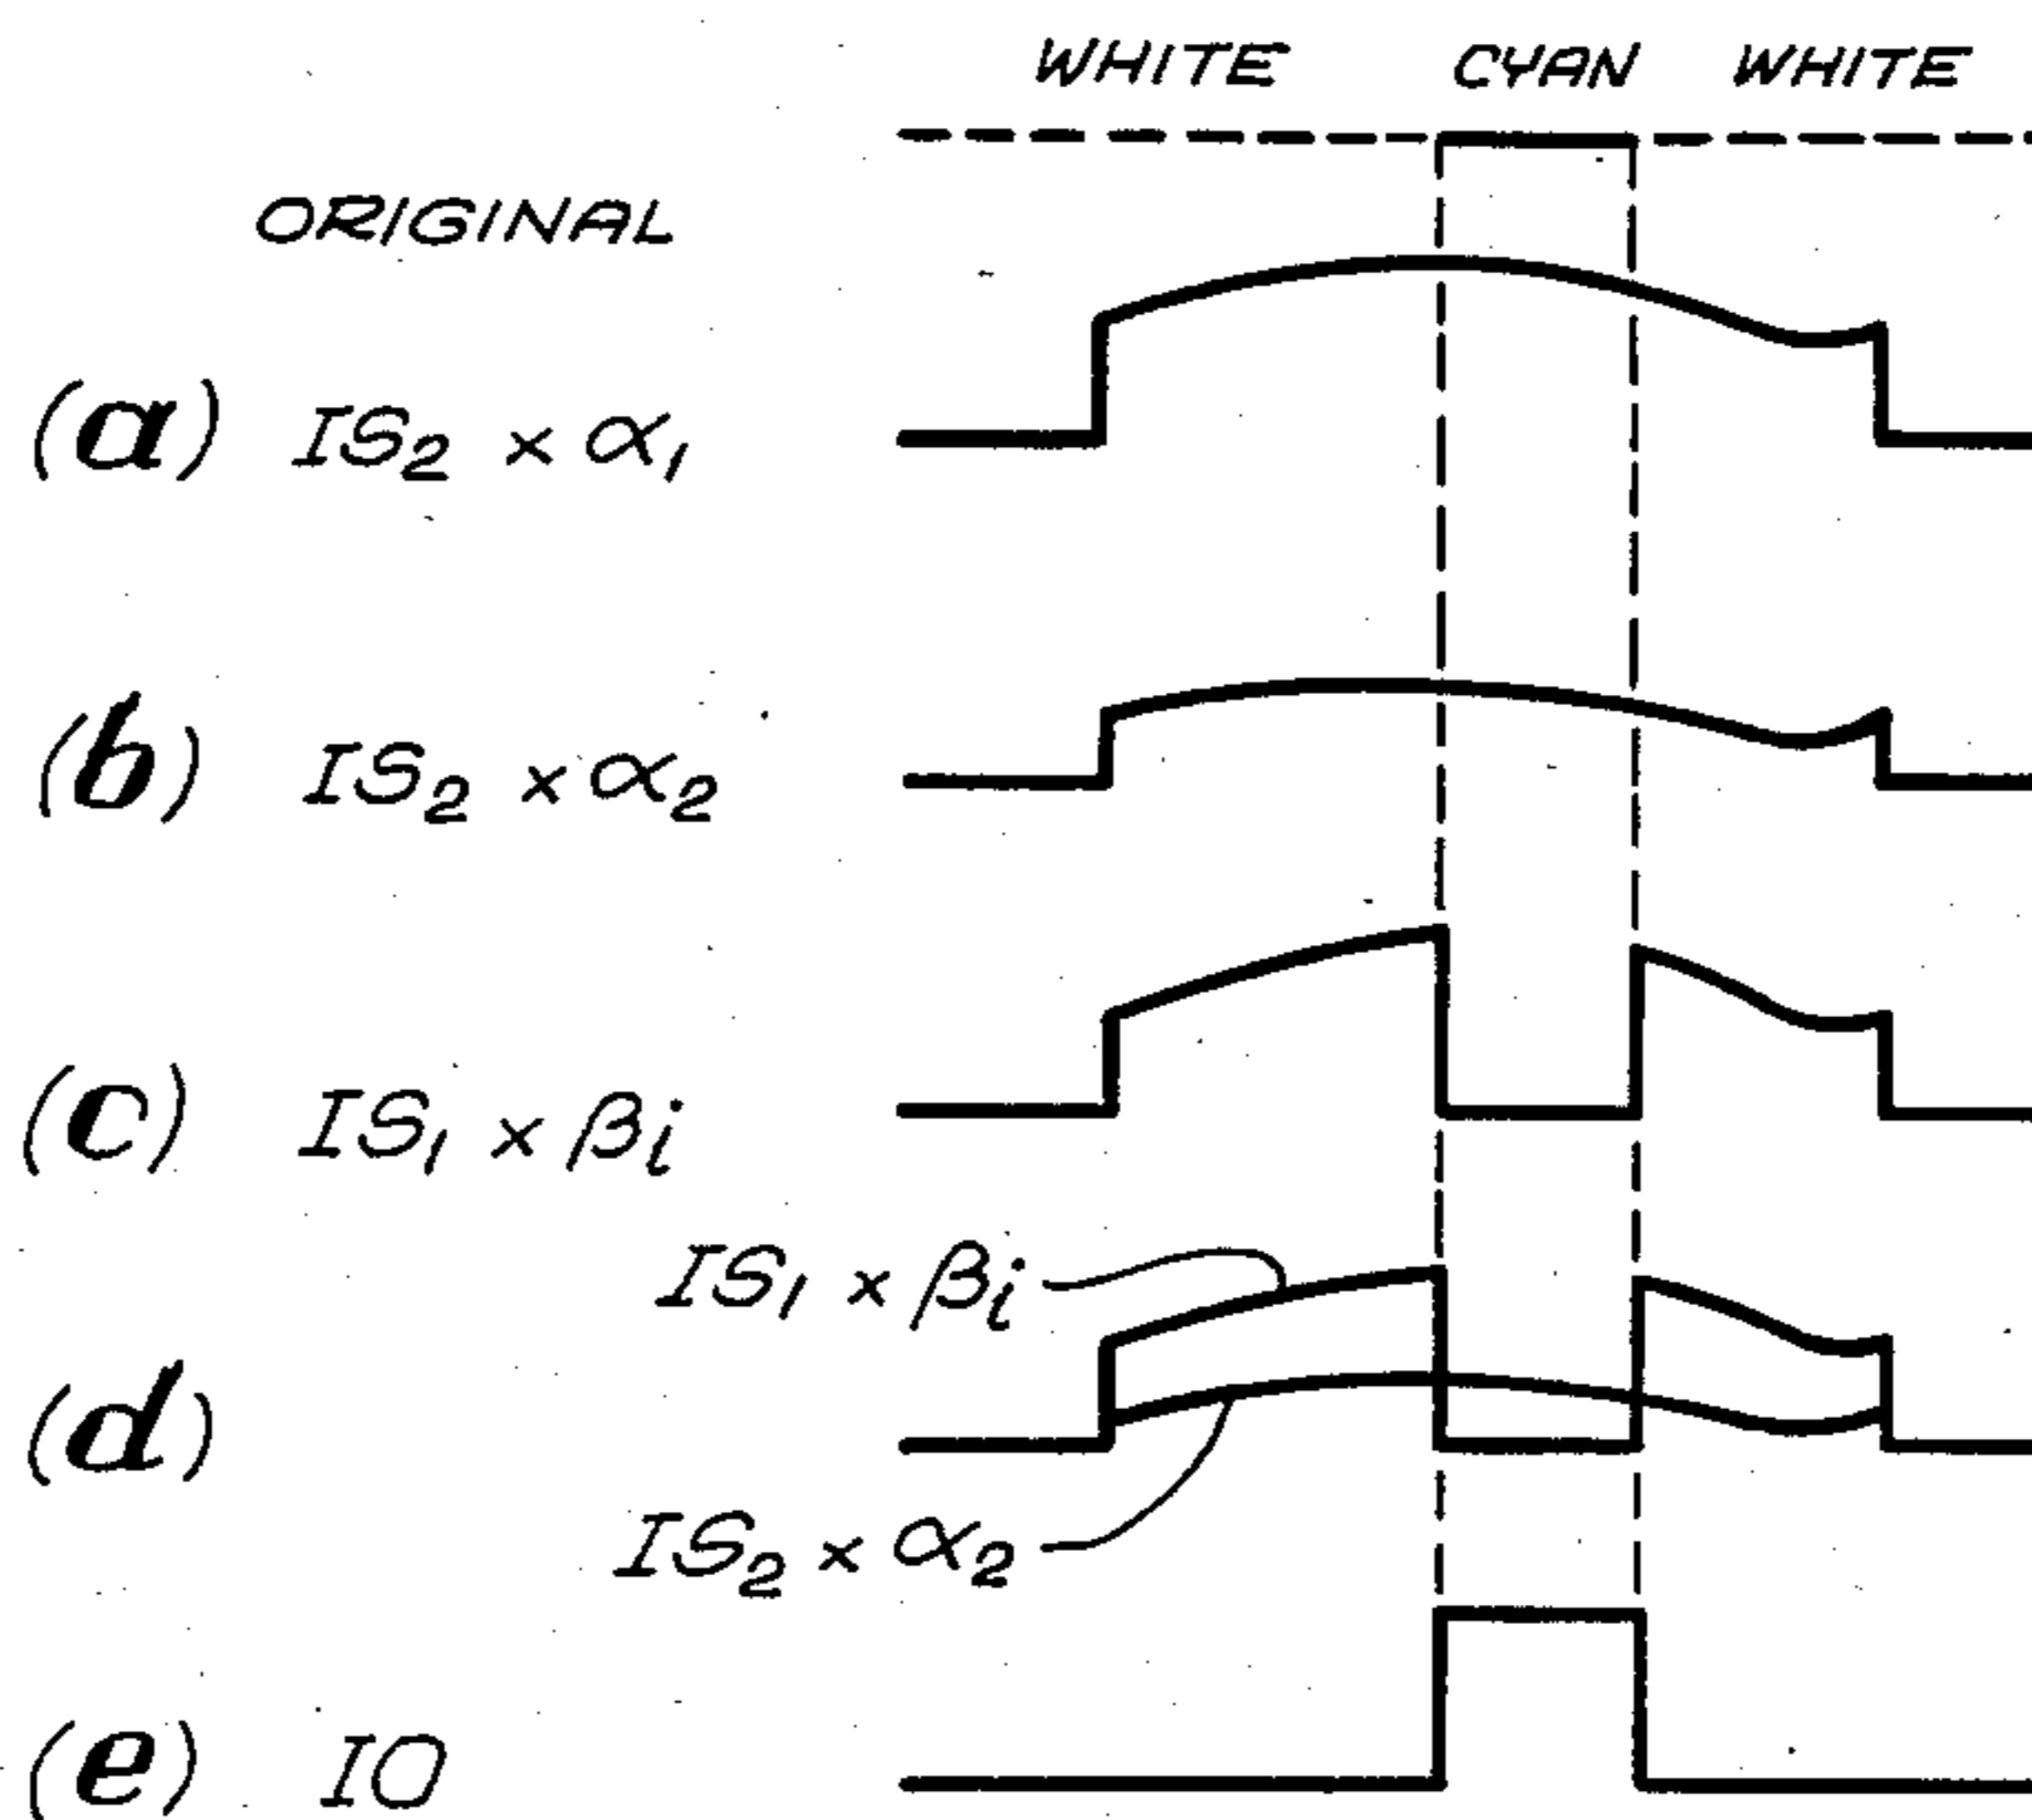 WHITE CYAN WHITE
ORIGINAL
(a) IS₂ × α₁
(b) IS₂ × α₂
(c) IS₁ × βi
IS₁ × βi
(d)
IS₂ × α₂
(e) IO